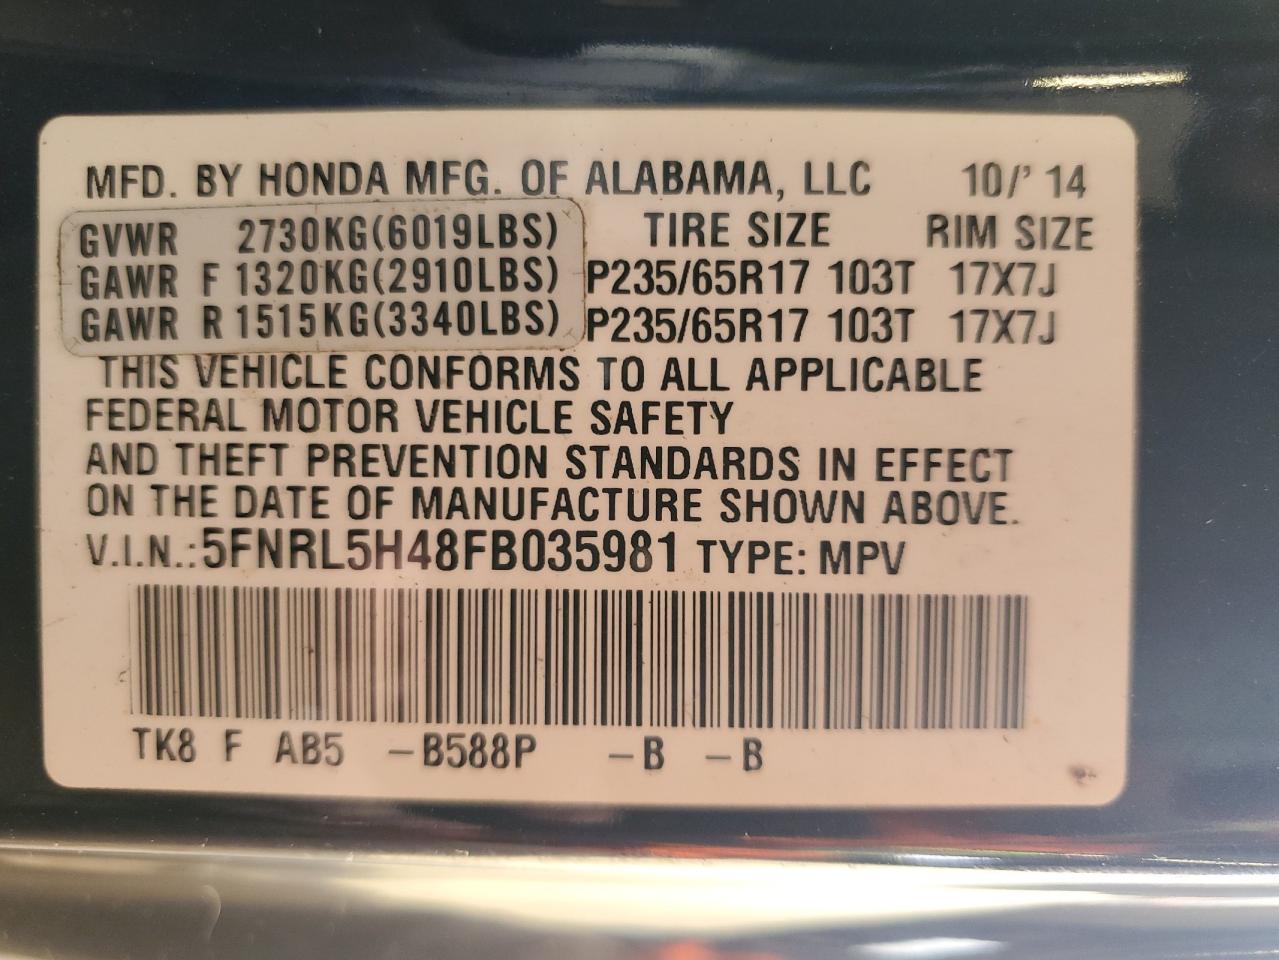 MFD. BY HONDA MFG. OF ALABAMA, LLC 10/' 14
GVWR 2730KG(6019LBS) TIRE SIZE RIM SIZE
GAWR F 1320KG(2910LBS) P235/65R17 103T 17X7J
GAWR R 1515KG(3340LBS) P235/65R17 103T 17X7J
THIS VEHICLE CONFORMS TO ALL APPLICABLE
FEDERAL MOTOR VEHICLE SAFETY
AND THEFT PREVENTION STANDARDS IN EFFECT
ON THE DATE OF MANUFACTURE SHOWN ABOVE.
V.I.N.:5FNRL5H48FB035981 TYPE: MPV
TK8 F AB5 -B588P -B -B